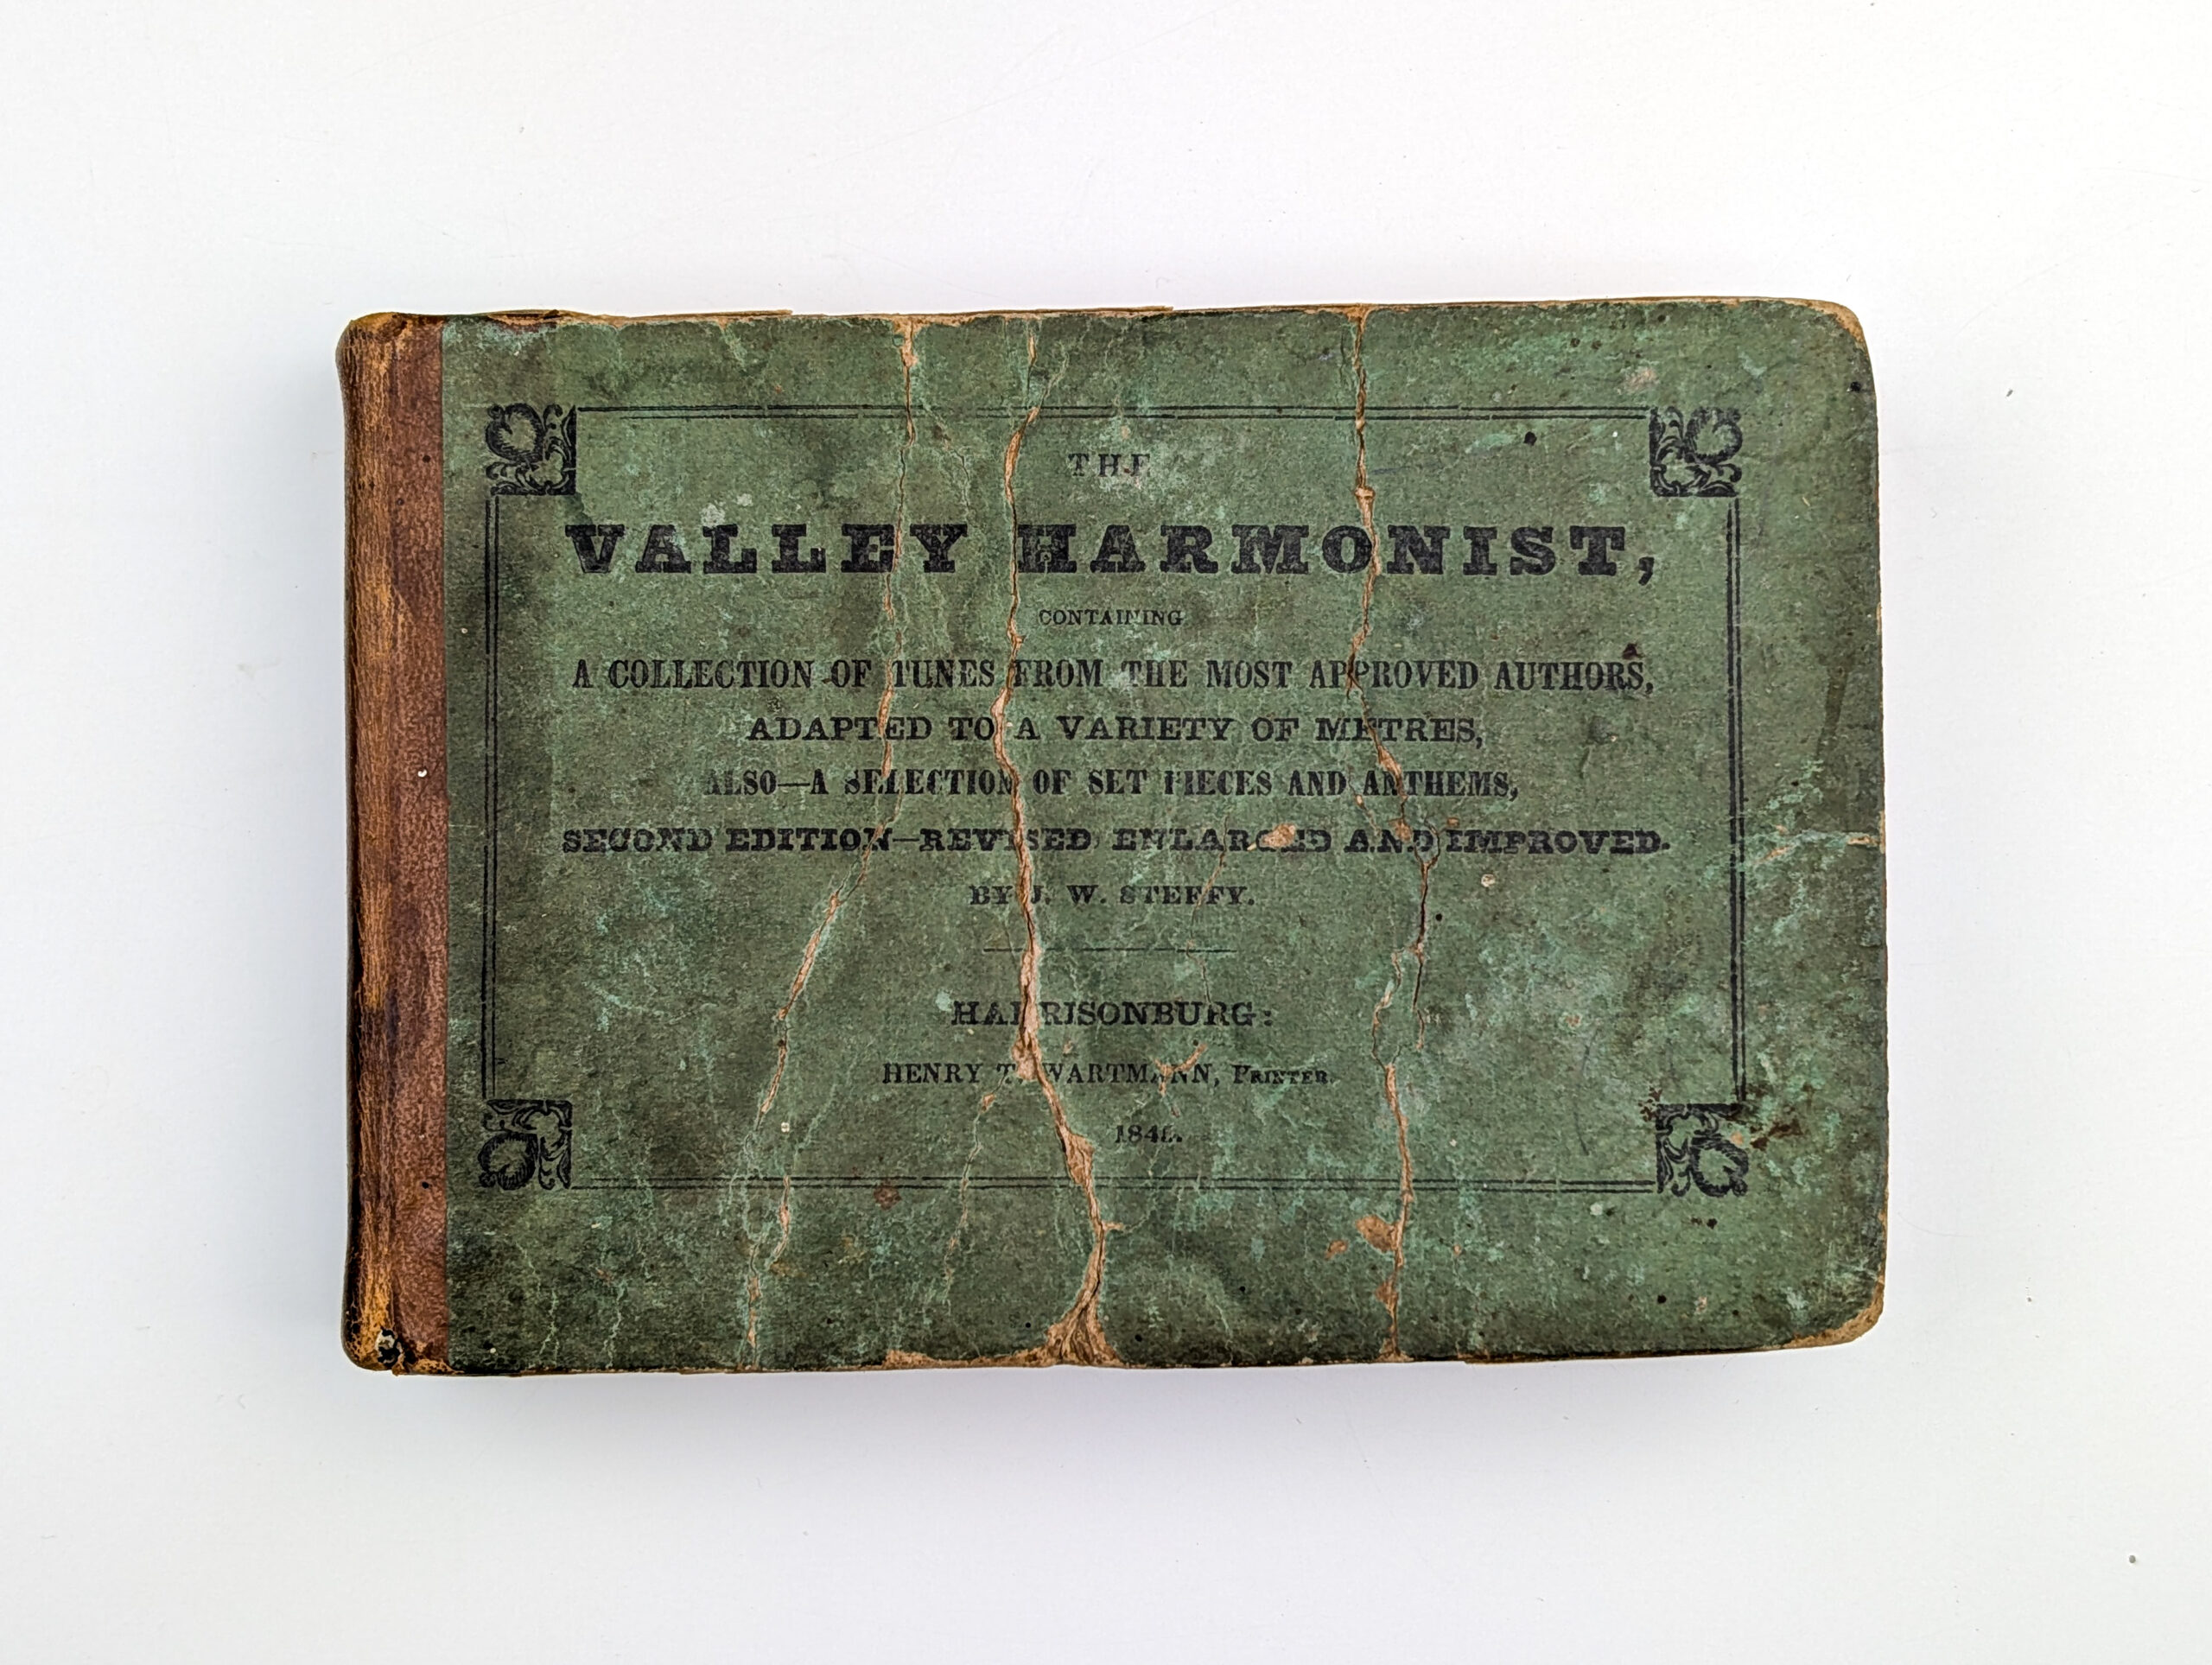 THE
VALLEY HARMONIST,
CONTAINING
A COLLECTION OF TUNES FROM THE MOST APPROVED AUTHORS,
ADAPTED TO A VARIETY OF METRES,
ALSO—A SELECTION OF SET PIECES AND ANTHEMS,
SECOND EDITION—REVISED ENLARGED AND IMPROVED.
BY J. W. STEFFY.
HARRISONBURG:
HENRY T. WARTMANN, PRINTER.